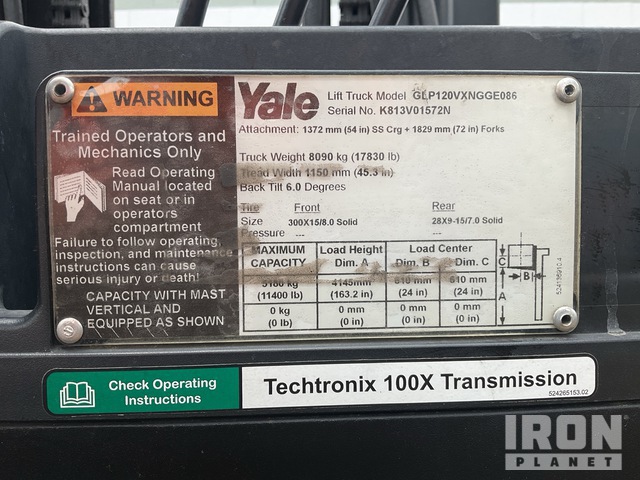 WARNING
Trained Operators and
Mechanics Only
Read Operating
Manual located
on seat or in
operators
compartment
Failure to follow operating,
inspection, and maintenance
instructions can cause
serious injury or death!
CAPACITY WITH MAST
VERTICAL AND
EQUIPPED AS SHOWN
Yale
Lift Truck Model GLP120VXNGGE086
Serial No. K813V01572N
Attachment: 1372 mm (54 in) SS Crg + 1829 mm (72 in) Forks
Truck Weight 8090 kg (17830 lb)
Tread Width 1150 mm (45.3 in)
Back Tilt 6.0 Degrees
Tire Front Rear
Size 300X15/8.0 Solid 28X9-15/7.0 Solid
Pressure --- ---
MAXIMUM CAPACITY Load Height Dim. A Load Center Dim. B Dim. C
(11400 lbs) 4145mm (163.2 in) 610 mm (24 in) 610 mm (24 in)
0 kg (0 lb) 0 mm (0 in) 0 mm (0 in) 0 mm (0 in)
C
B
A
Check Operating
Instructions
Techtronix 100X Transmission
524265153.02
IRON
PLANET